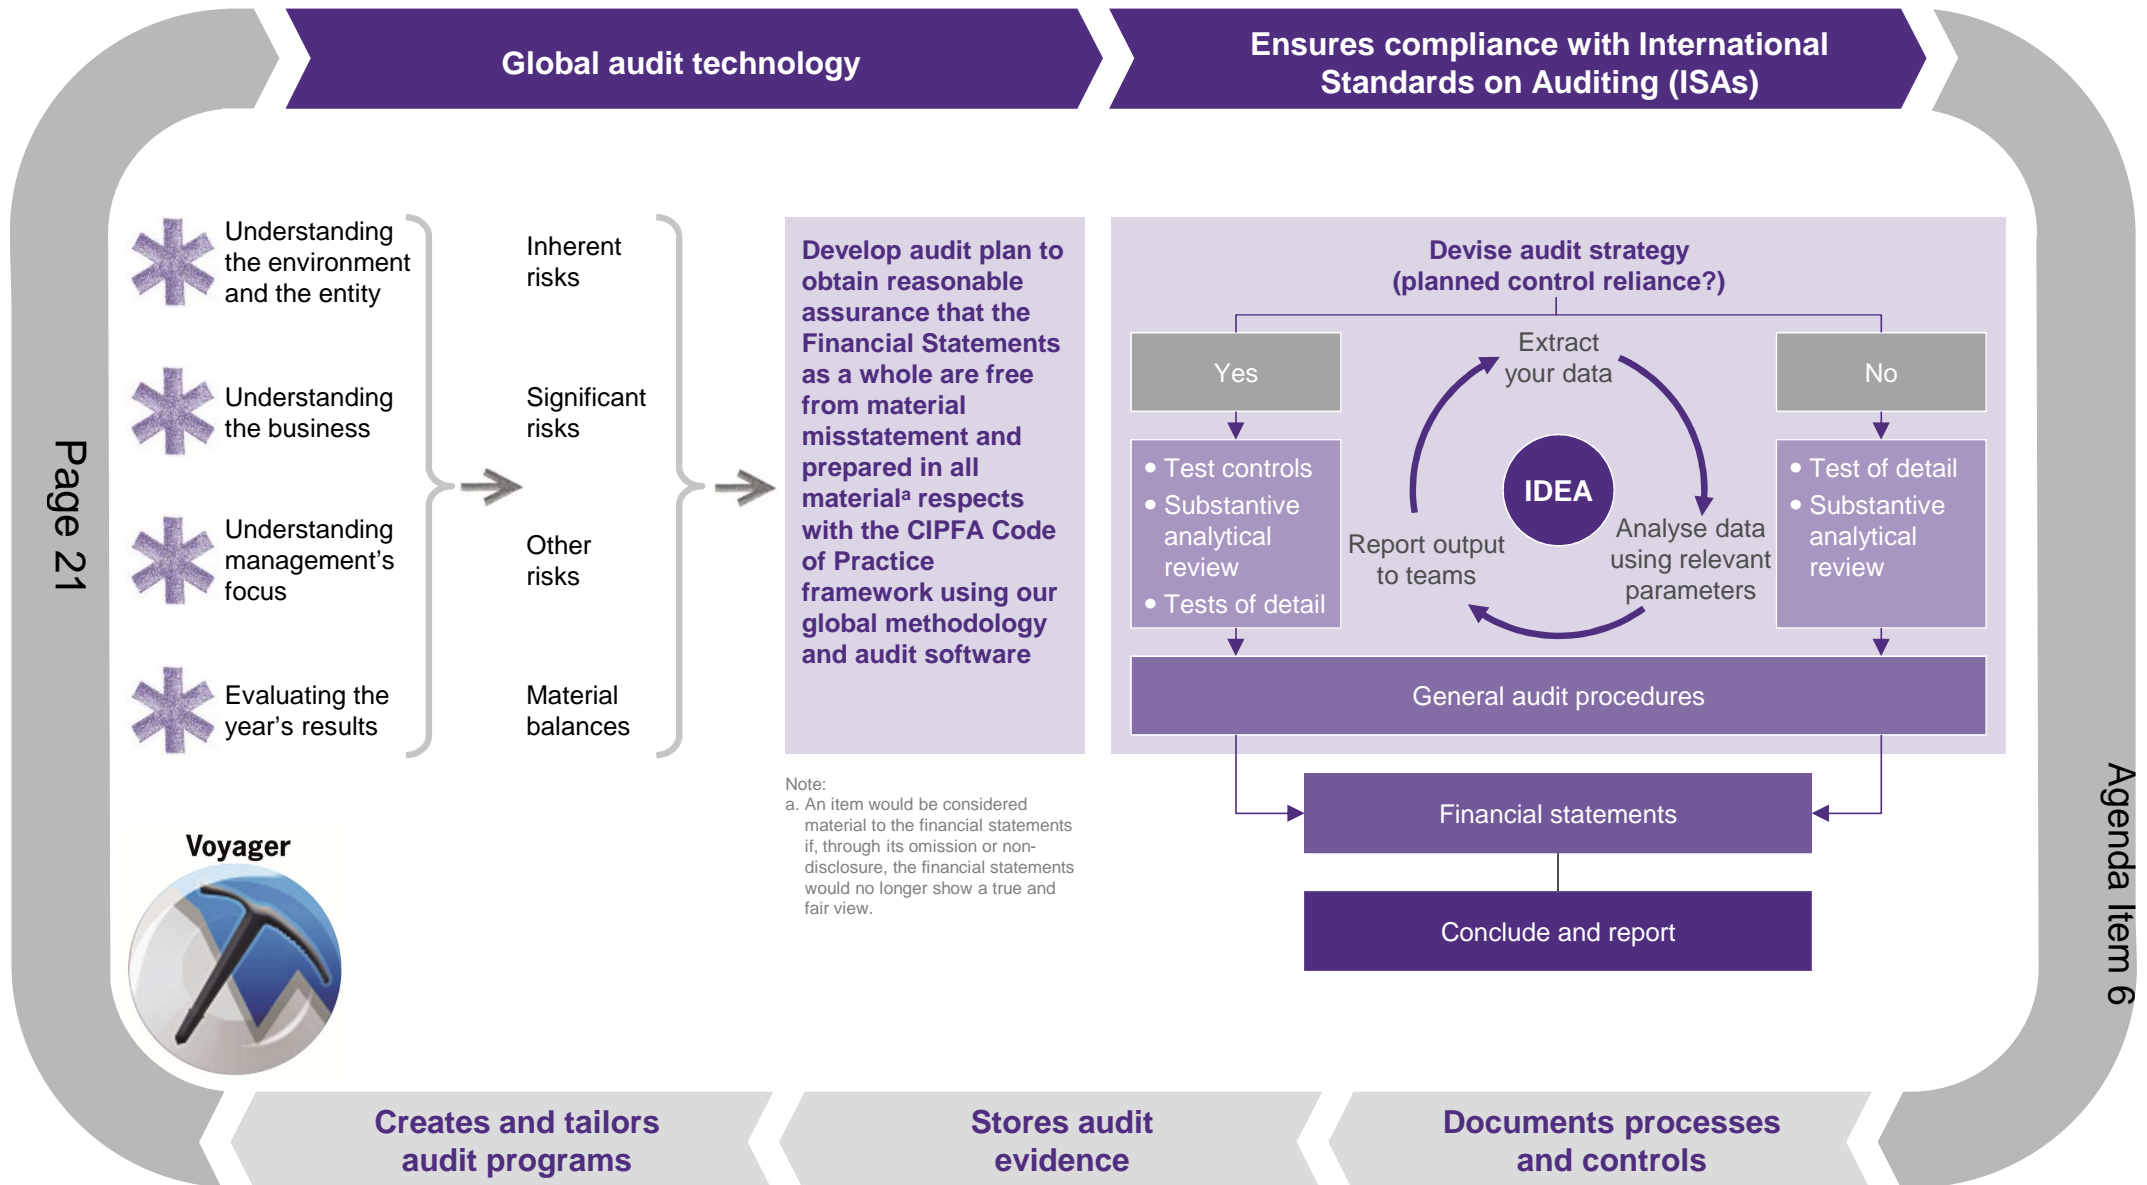 Global audit technology
Ensures compliance with International
Standards on Auditing (ISAs)
Page 21
Understanding
the environment
and the entity
Understanding
the business
Understanding
management’s
focus
Evaluating the
year’s results
Inherent
risks
Significant
risks
Other
risks
Material
balances
Develop audit plan to
obtain reasonable
assurance that the
Financial Statements
as a whole are free
from material
misstatement and
prepared in all
materialᵃ respects
with the CIPFA Code
of Practice
framework using our
global methodology
and audit software
Note:
a. An item would be considered
material to the financial statements
if, through its omission or non-
disclosure, the financial statements
would no longer show a true and
fair view.
Devise audit strategy
(planned control reliance?)
Yes
• Test controls
• Substantive
analytical
review
• Tests of detail
Extract
your data
IDEA
Analyse data
using relevant
parameters
Report output
to teams
No
• Test of detail
• Substantive
analytical
review
General audit procedures
Financial statements
Conclude and report
Voyager
Agenda Item 6
Creates and tailors
audit programs
Stores audit
evidence
Documents processes
and controls